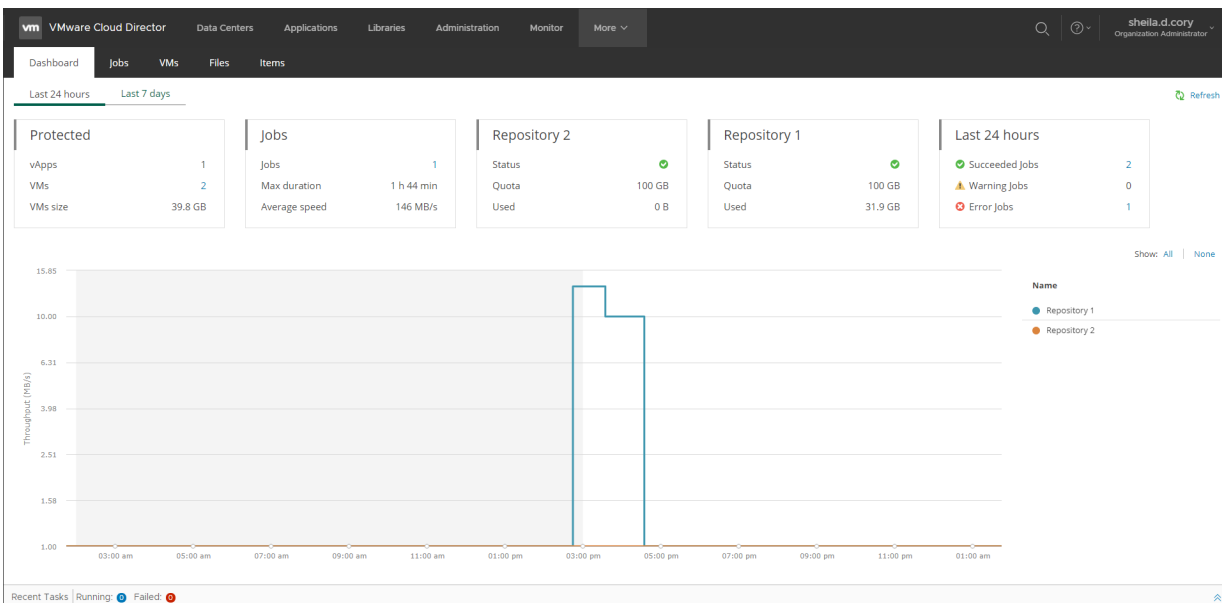 vm VMware Cloud Director Data Centers Applications Libraries Administration Monitor More sheila.d.cory
Organization Administrator
Dashboard Jobs VMs Files Items
Last 24 hours Last 7 days Refresh
Protected
vApps 1
VMs 2
VMs size 39.8 GB
Jobs
Jobs 1
Max duration 1 h 44 min
Average speed 146 MB/s
Repository 2
Status
Quota 100 GB
Used 0 B
Repository 1
Status
Quota 100 GB
Used 31.9 GB
Last 24 hours
Succeeded Jobs 2
Warning Jobs 0
Error Jobs 1
Show: All None
Throughput (MB/s)
15.85
10.00
6.31
3.98
2.51
1.58
1.00
03:00 am 05:00 am 07:00 am 09:00 am 11:00 am 01:00 pm 03:00 pm 05:00 pm 07:00 pm 09:00 pm 11:00 pm 01:00 am
Name
Repository 1
Repository 2
Recent Tasks Running: 0 Failed: 0